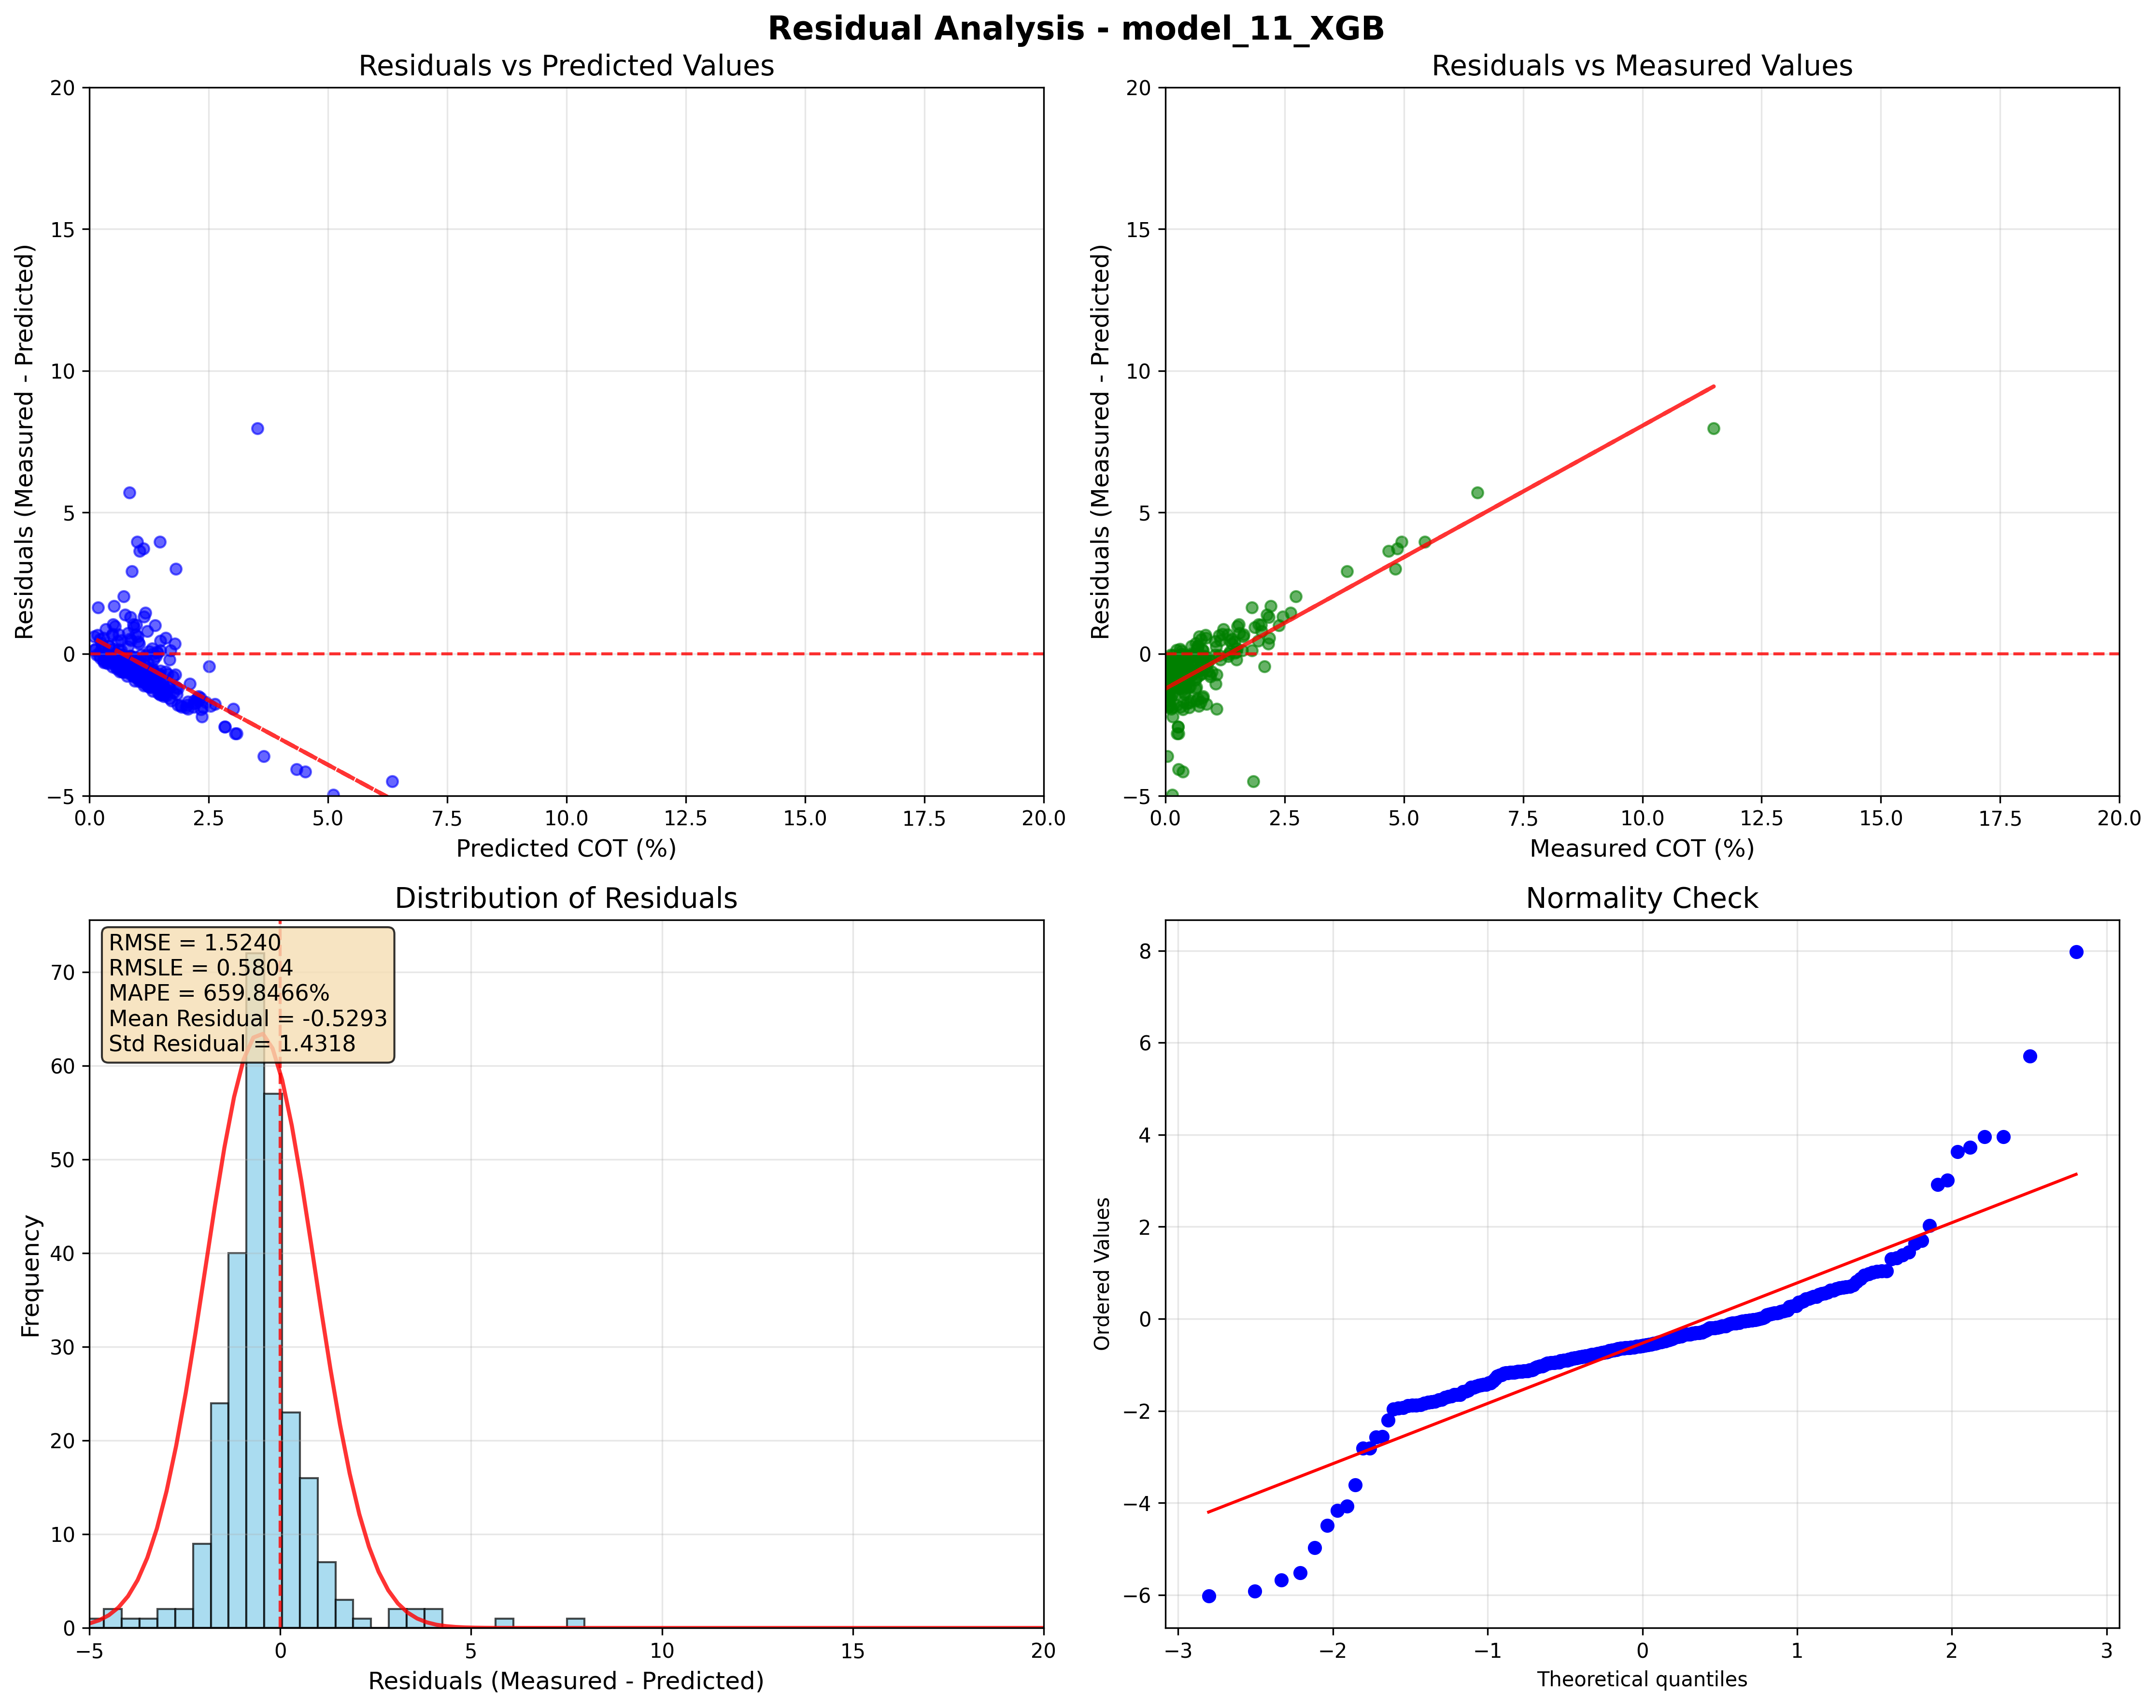 Residual Analysis - model_11_XGB
Residuals vs Predicted Values
20
15
10
5
0
−5
0.0 2.5 5.0 7.5 10.0 12.5 15.0 17.5 20.0
Residuals (Measured - Predicted)
Predicted COT (%)
Residuals vs Measured Values
20
15
10
5
0
−5
0.0 2.5 5.0 7.5 10.0 12.5 15.0 17.5 20.0
Residuals (Measured - Predicted)
Measured COT (%)
Distribution of Residuals
RMSE = 1.5240
RMSLE = 0.5804
MAPE = 659.8466%
Mean Residual = -0.5293
Std Residual = 1.4318
70
60
50
40
30
20
10
0
−5 0 5 10 15 20
Frequency
Residuals (Measured - Predicted)
Normality Check
8
6
4
2
0
−2
−4
−6
−3 −2 −1 0 1 2 3
Ordered Values
Theoretical quantiles